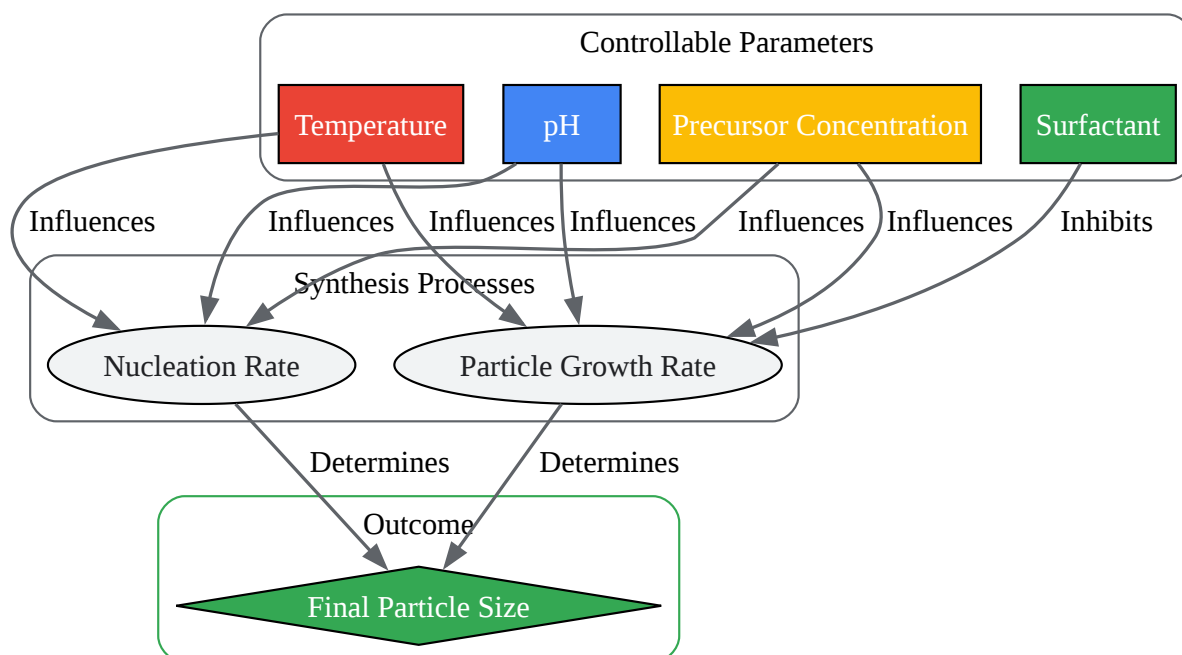 Controllable Parameters
Temperature
pH
Precursor Concentration
Surfactant
Influences
Influences
Influences
Influences
Influences
Influences
Inhibits
Synthesis Processes
Nucleation Rate
Particle Growth Rate
Determines
Determines
Outcome
Final Particle Size